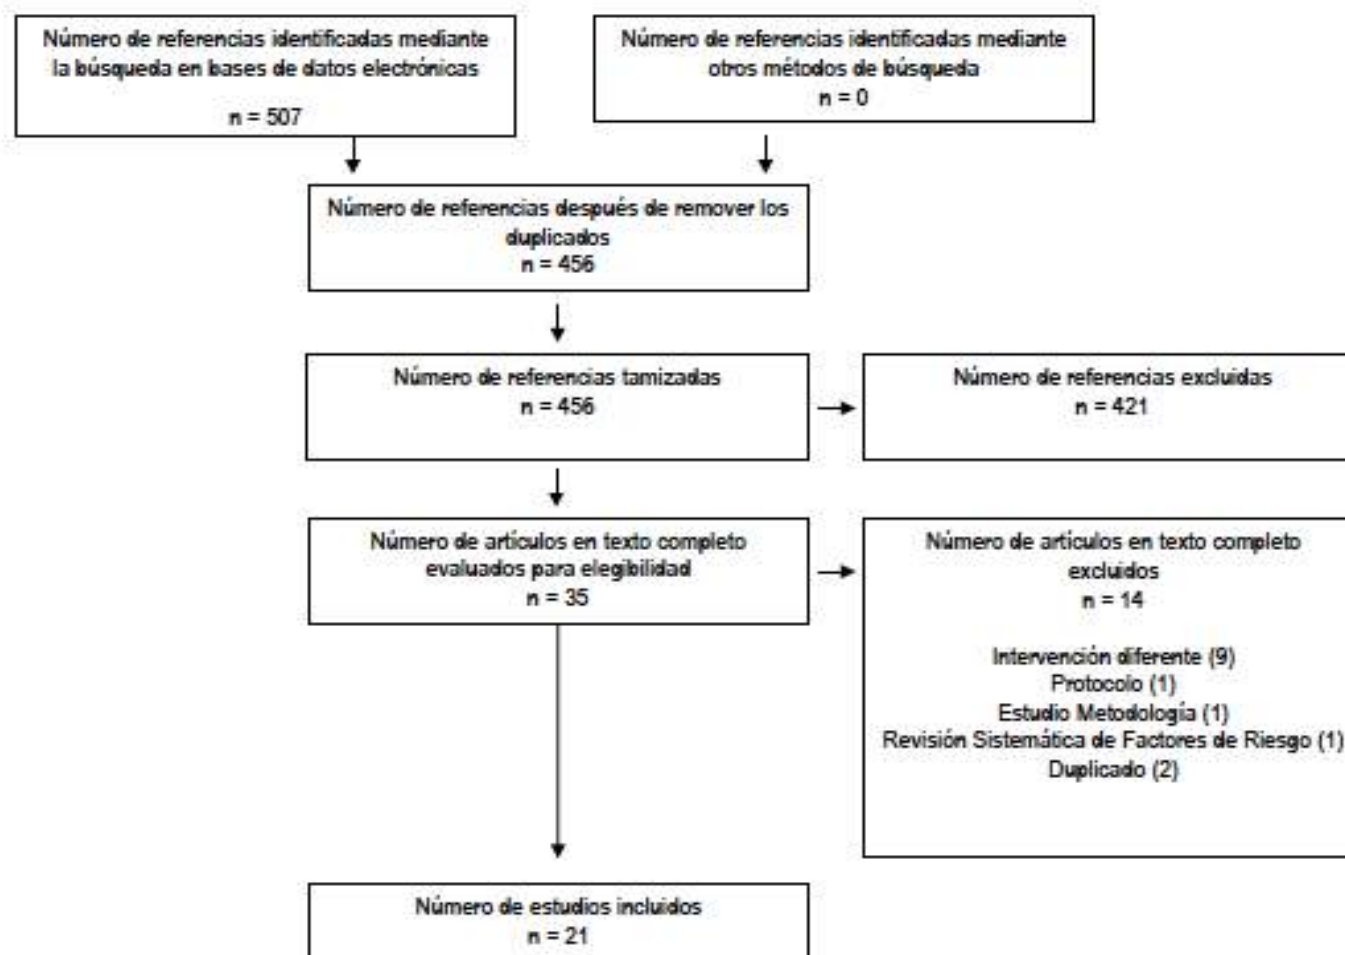 Número de referencias identificadas mediante
la búsqueda en bases de datos electrónicas
n = 507
Número de referencias identificadas mediante
otros métodos de búsqueda
n = 0
Número de referencias después de remover los
duplicados
n = 456
Número de referencias tamizadas
n = 456
Número de referencias excluidas
n = 421
Número de artículos en texto completo
evaluados para elegibilidad
n = 35
Número de artículos en texto completo
excluidos
n = 14
Intervención diferente (9)
Protocolo (1)
Estudio Metodología (1)
Revisión Sistemática de Factores de Riesgo (1)
Duplicado (2)
Número de estudios incluidos
n = 21